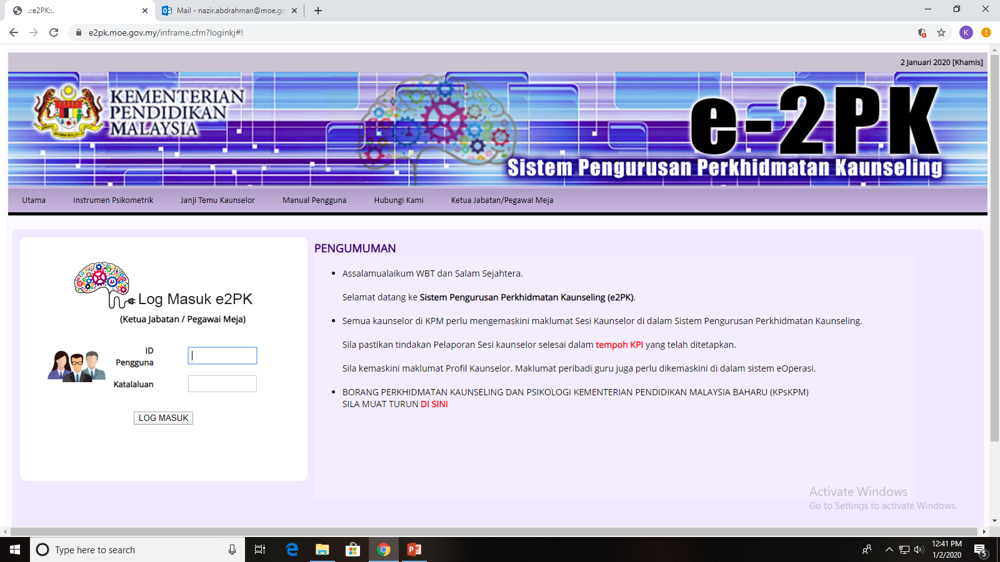 .::e2PK::.
Mail - nazir.abdrahman@moe.go
e2pk.moe.gov.my/inframe.cfm?loginkj#!
K
2 Januari 2020 [Khamis]
KEMENTERIAN
PENDIDIKAN
MALAYSIA
e-2PK
Sistem Pengurusan Perkhidmatan Kaunseling
Utama Instrumen Psikometrik Janji Temu Kaunselor Manual Pengguna Hubungi Kami Ketua Jabatan/Pegawai Meja
Log Masuk e2PK
(Ketua Jabatan / Pegawai Meja)
ID
Pengguna
Katalaluan
LOG MASUK
PENGUMUMAN
Assalamualaikum WBT dan Salam Sejahtera.
Selamat datang ke Sistem Pengurusan Perkhidmatan Kaunseling (e2PK).
Semua kaunselor di KPM perlu mengemaskini maklumat Sesi Kaunselor di dalam Sistem Pengurusan Perkhidmatan Kaunseling.
Sila pastikan tindakan Pelaporan Sesi kaunselor selesai dalam tempoh KPI yang telah ditetapkan.
Sila kemaskini maklumat Profil Kaunselor. Maklumat peribadi guru juga perlu dikemaskini di dalam sistem eOperasi.
BORANG PERKHIDMATAN KAUNSELING DAN PSIKOLOGI KEMENTERIAN PENDIDIKAN MALAYSIA BAHARU (KPsKPM)
SILA MUAT TURUN DI SINI
Activate Windows
Go to Settings to activate Windows.
Type here to search
12:41 PM
1/2/2020
5